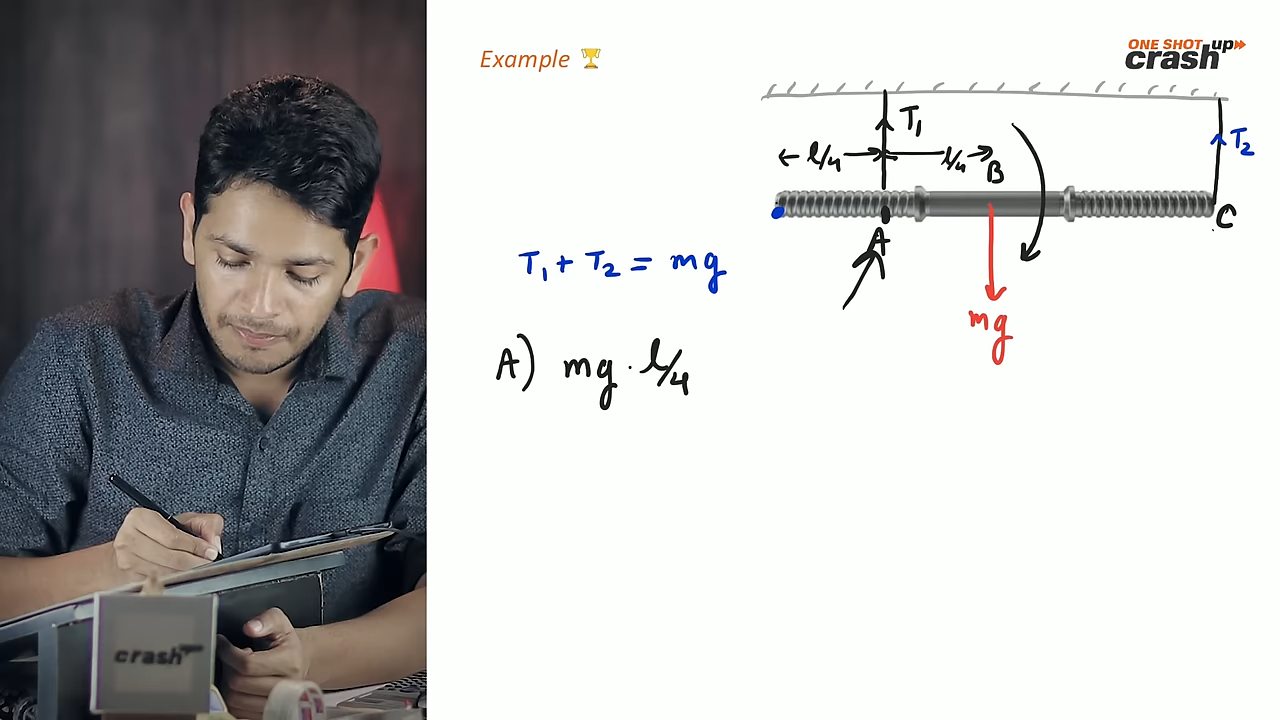 Example 🏆
ONE SHOT
crash up
T₁
T₂
l/4
l/4
B
A
C
mg
T₁ + T₂ = mg
A) mg · l/4
crash